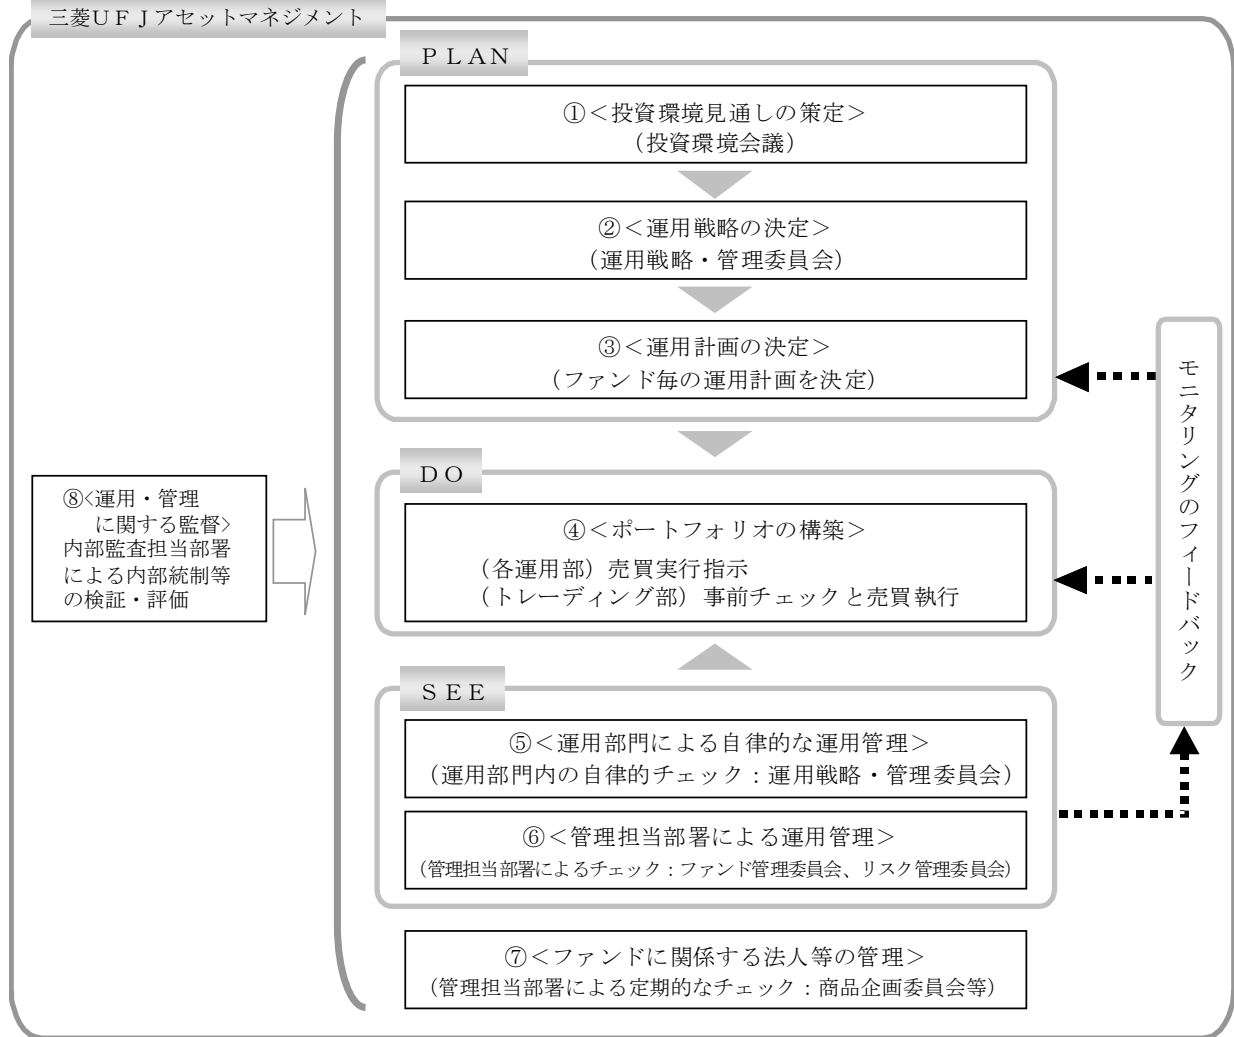 三菱ＵＦＪアセットマネジメント
ＰＬＡＮ
①＜投資環境見通しの策定＞
（投資環境会議）
②＜運用戦略の決定＞
（運用戦略・管理委員会）
③＜運用計画の決定＞
（ファンド毎の運用計画を決定）
ＤＯ
④＜ポートフォリオの構築＞
（各運用部）売買実行指示
（トレーディング部）事前チェックと売買執行
ＳＥＥ
⑤＜運用部門による自律的な運用管理＞
（運用部門内の自律的チェック：運用戦略・管理委員会）
⑥＜管理担当部署による運用管理＞
（管理担当部署によるチェック：ファンド管理委員会、リスク管理委員会）
⑦＜ファンドに関係する法人等の管理＞
（管理担当部署による定期的なチェック：商品企画委員会等）
⑧<運用・管理
に関する監督>
内部監査担当部署
による内部統制等
の検証・評価
モニタリングのフィードバック